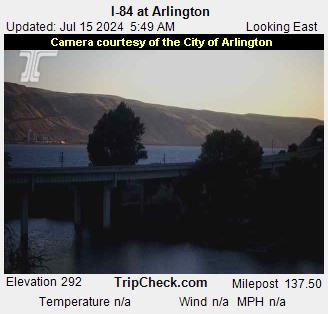 I-84 at Arlington
Updated: Jul 15 2024 5:49 AM Looking East
Camera courtesy of the City of Arlington
Elevation 292 TripCheck.com Milepost 137.50
Temperature n/a Wind n/a MPH n/a